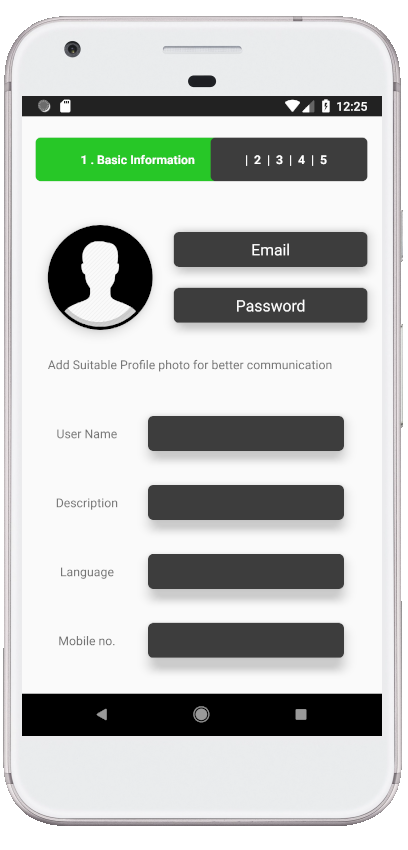 12:25
1 . Basic Information | 2 | 3 | 4 | 5
Email
Password
Add Suitable Profile photo for better communication
User Name
Description
Language
Mobile no.